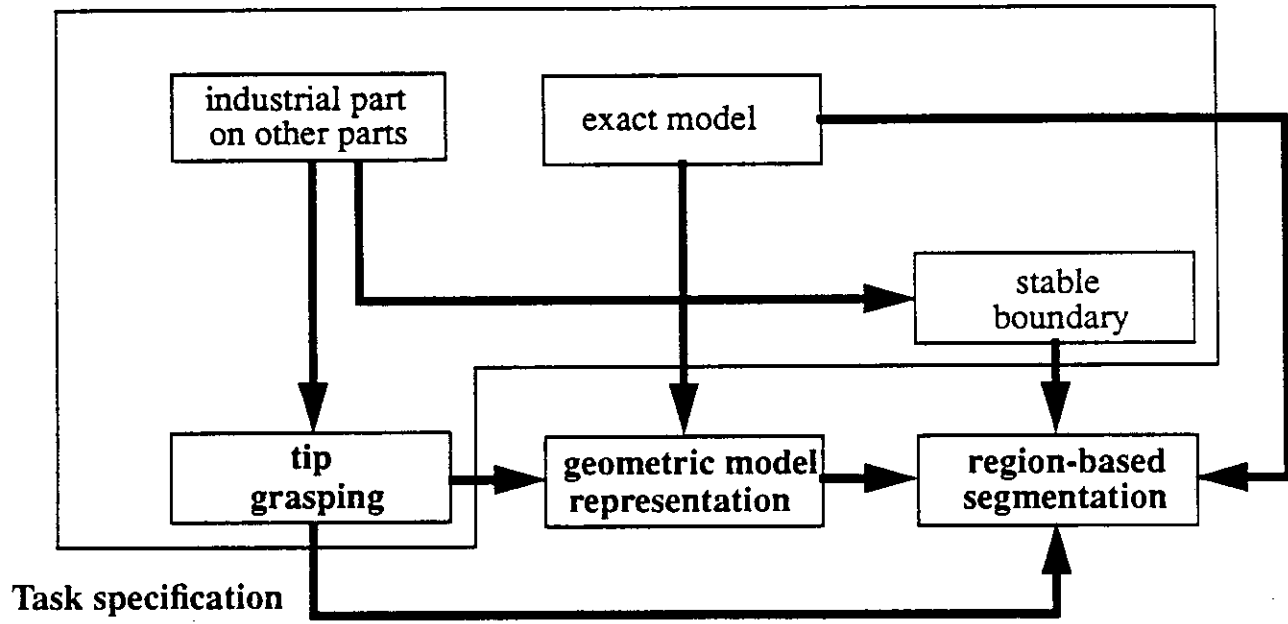 industrial part
on other parts
exact model
stable
boundary
tip
grasping
geometric model
representation
region-based
segmentation
Task specification